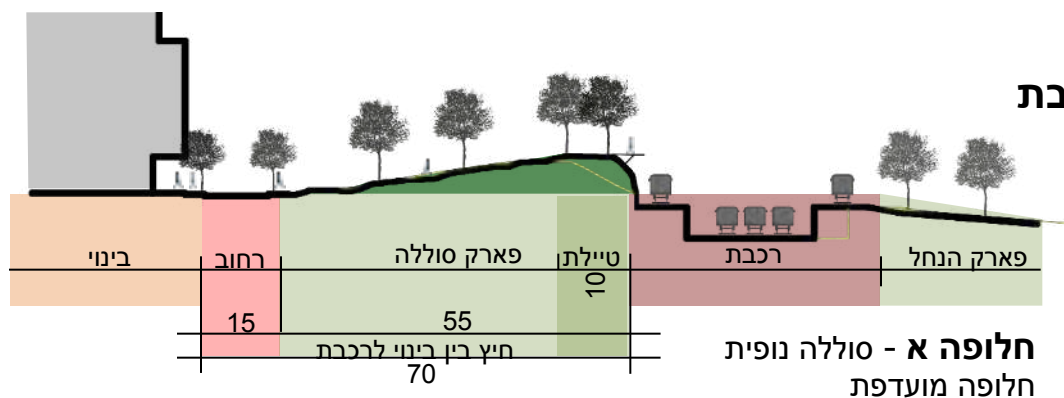 בת
פארק הנחל
רכבת
טיילת
פארק סוללה
רחוב
בינוי
10
55
15
חיץ בין בינוי לרכבת
70
חלופה א - סוללה נופית
חלופה מועדפת